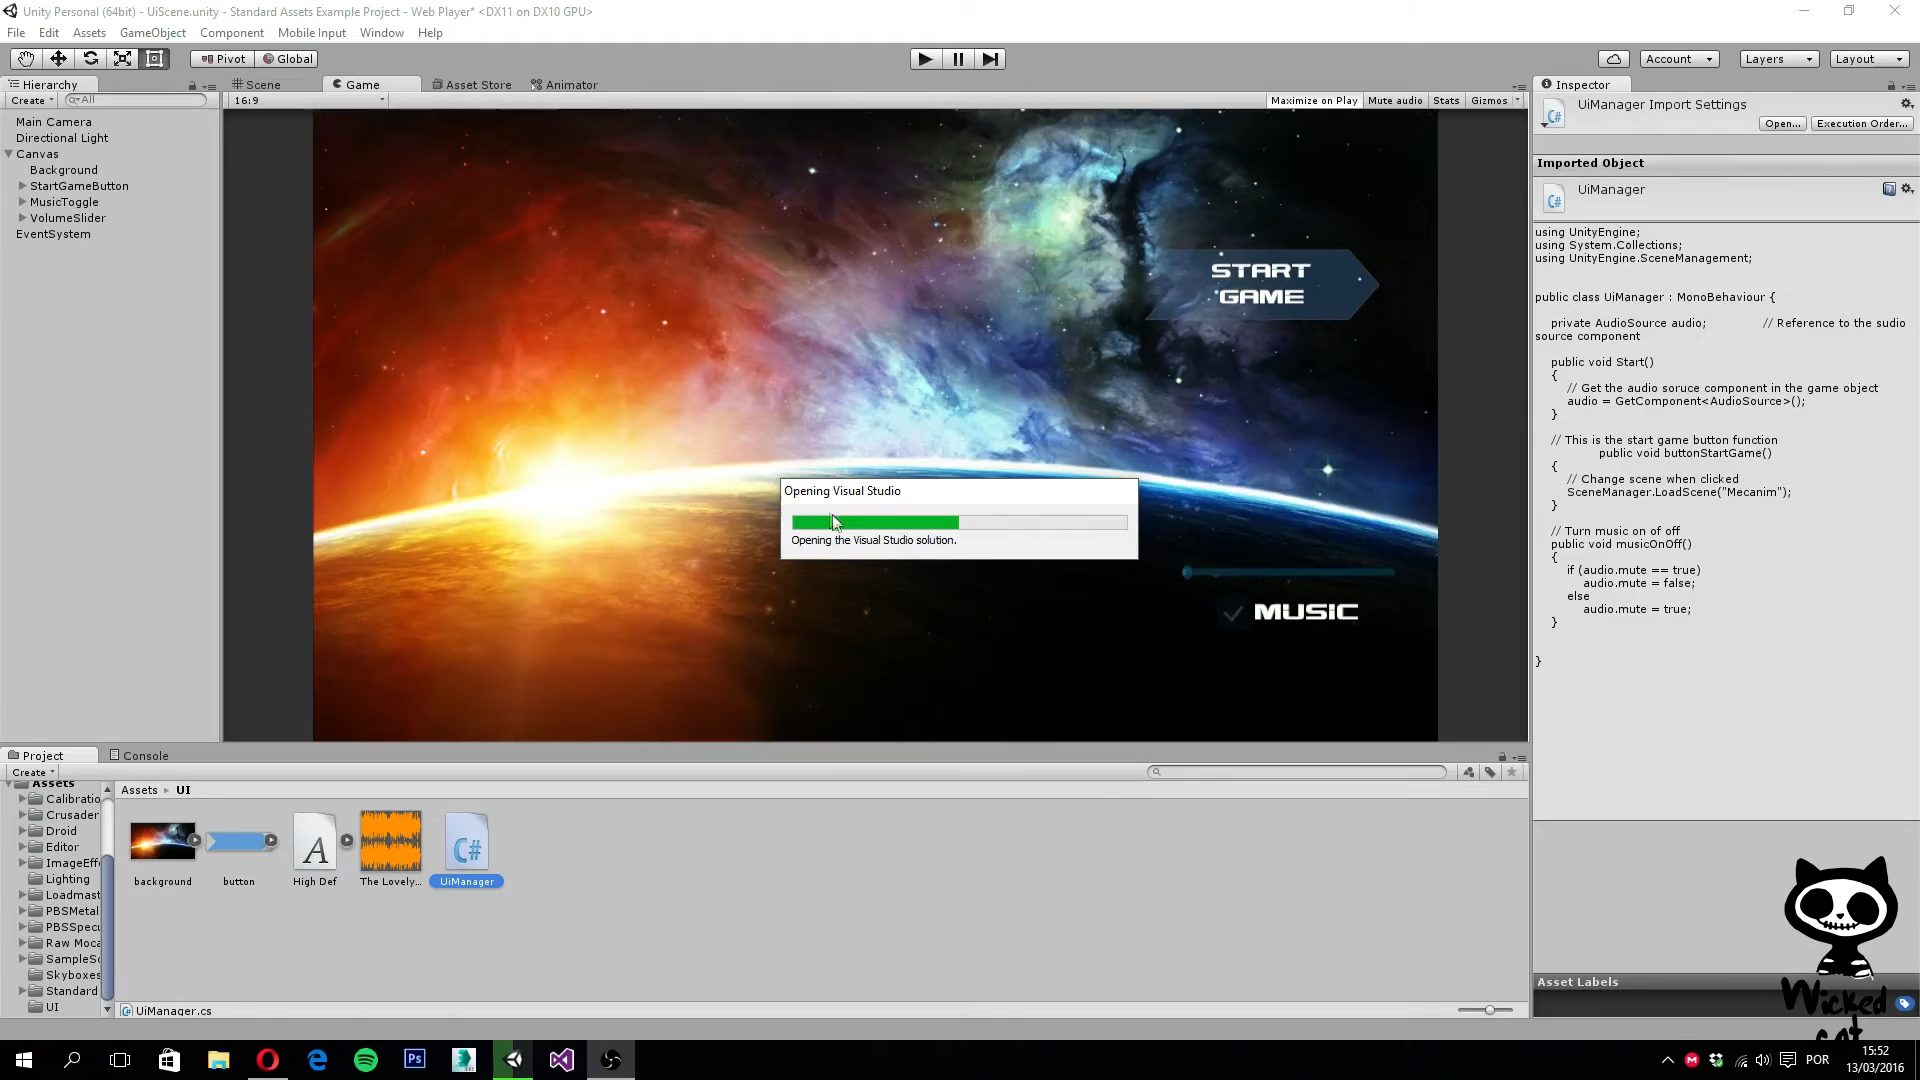 Unity Personal (64bit) - UiScene.unity - Standard Assets Example Project - Web Player* <DX11 on DX10 GPU>
File Edit Assets GameObject Component Mobile Input Window Help
Pivot Global
Account Layers Layout
Hierarchy
Create All
Main Camera
Directional Light
Canvas
Background
StartGameButton
MusicToggle
VolumeSlider
EventSystem
Scene Game Asset Store Animator
16:9 Maximize on Play Mute audio Stats Gizmos
START
GAME
Opening Visual Studio
Opening the Visual Studio solution.
MUSIC
Inspector
UiManager Import Settings
Open... Execution Order...
Imported Object
UiManager
using UnityEngine;
using System.Collections;
using UnityEngine.SceneManagement;
public class UiManager : MonoBehaviour {
private AudioSource audio; // Reference to the sudio
source component
public void Start()
{
// Get the audio soruce component in the game object
audio = GetComponent<AudioSource>();
}
// This is the start game button function
public void buttonStartGame()
{
// Change scene when clicked
SceneManager.LoadScene("Mecanim");
}
// Turn music on of off
public void musicOnOff()
{
if (audio.mute == true)
audio.mute = false;
else
audio.mute = true;
}
}
Project Console
Create
Assets
Calibratio
Crusader
Droid
Editor
ImageEffe
Lighting
Loadmast
PBSMetal
PBSSpecu
Raw Moca
SampleSc
Skyboxes
Standard
UI
Assets UI
background button High Def The Lovely... UiManager
UiManager.cs
Asset Labels
Wicked
cat
POR
15:52
13/03/2016